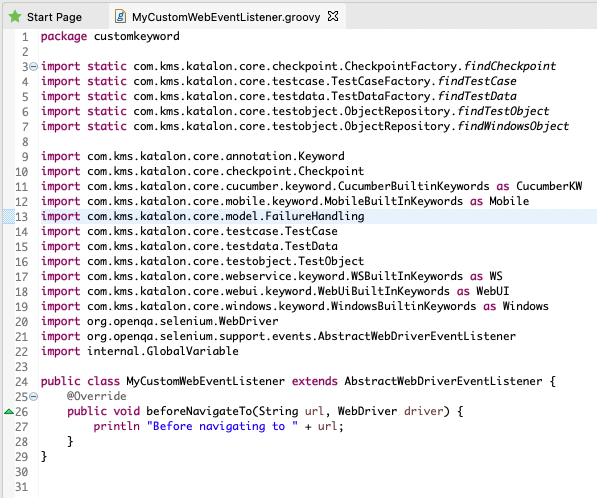 Start Page MyCustomWebEventListener.groovy
1 package customkeyword
2
3 import static com.kms.katalon.core.checkpoint.CheckpointFactory.findCheckpoint
4 import static com.kms.katalon.core.testcase.TestCaseFactory.findTestCase
5 import static com.kms.katalon.core.testdata.TestDataFactory.findTestData
6 import static com.kms.katalon.core.testobject.ObjectRepository.findTestObject
7 import static com.kms.katalon.core.testobject.ObjectRepository.findWindowsObject
8
9 import com.kms.katalon.core.annotation.Keyword
10 import com.kms.katalon.core.checkpoint.Checkpoint
11 import com.kms.katalon.core.cucumber.keyword.CucumberBuiltinKeywords as CucumberKW
12 import com.kms.katalon.core.mobile.keyword.MobileBuiltInKeywords as Mobile
13 import com.kms.katalon.core.model.FailureHandling
14 import com.kms.katalon.core.testcase.TestCase
15 import com.kms.katalon.core.testdata.TestData
16 import com.kms.katalon.core.testobject.TestObject
17 import com.kms.katalon.core.webservice.keyword.WSBuiltInKeywords as WS
18 import com.kms.katalon.core.webui.keyword.WebUiBuiltInKeywords as WebUI
19 import com.kms.katalon.core.windows.keyword.WindowsBuiltinKeywords as Windows
20 import org.openqa.selenium.WebDriver
21 import org.openqa.selenium.support.events.AbstractWebDriverEventListener
22 import internal.GlobalVariable
23
24 public class MyCustomWebEventListener extends AbstractWebDriverEventListener {
25     @Override
26     public void beforeNavigateTo(String url, WebDriver driver) {
27         println "Before navigating to " + url;
28     }
29 }
30
31